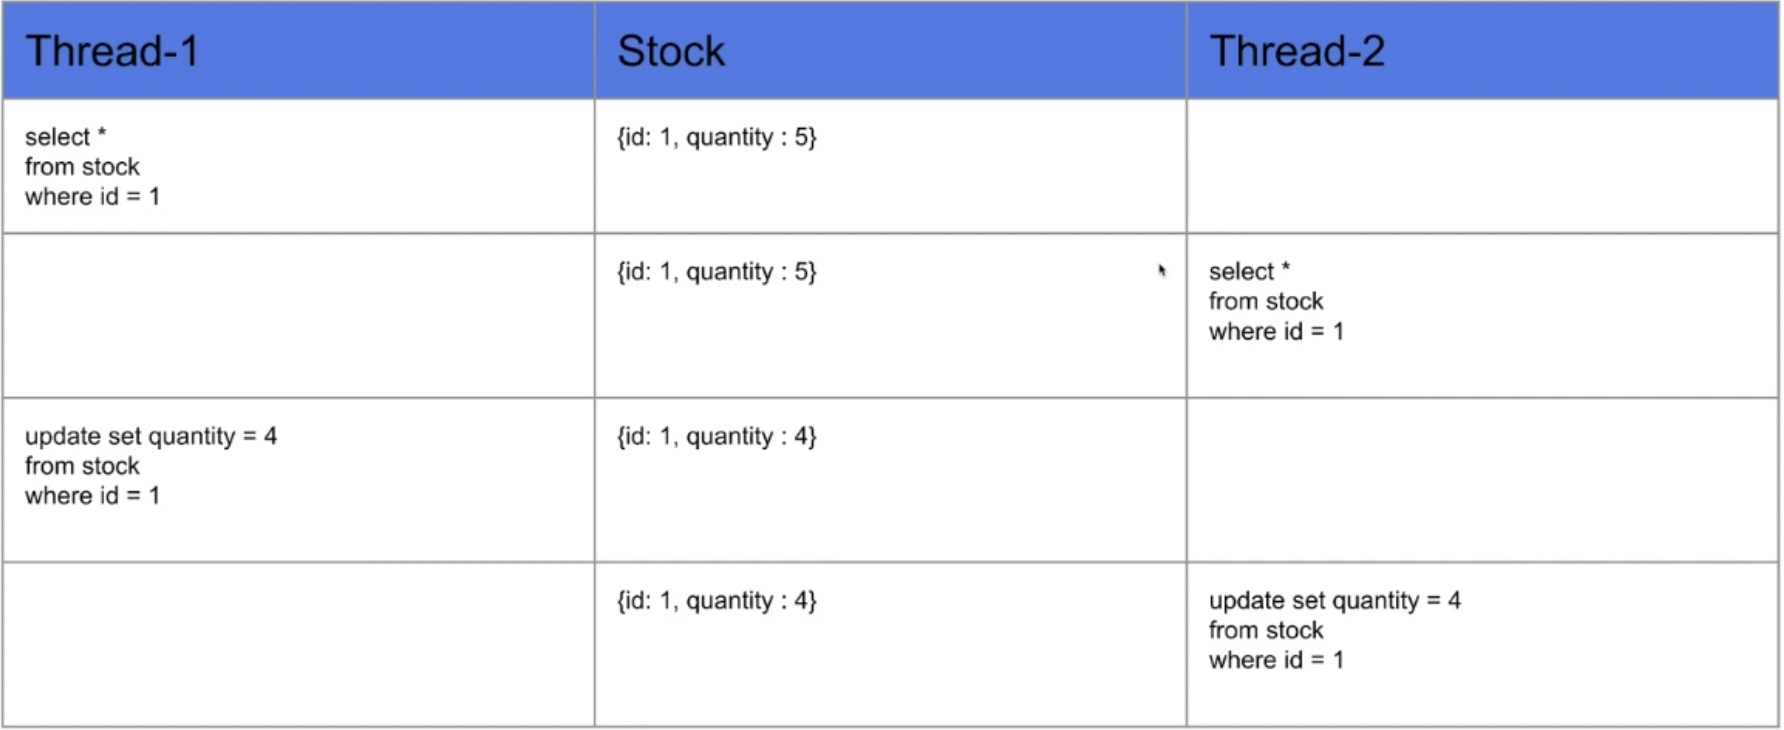 Thread-1
Stock
Thread-2
select *
from stock
where id = 1
{id: 1, quantity : 5}
{id: 1, quantity : 5}
select *
from stock
where id = 1
update set quantity = 4
from stock
where id = 1
{id: 1, quantity : 4}
{id: 1, quantity : 4}
update set quantity = 4
from stock
where id = 1